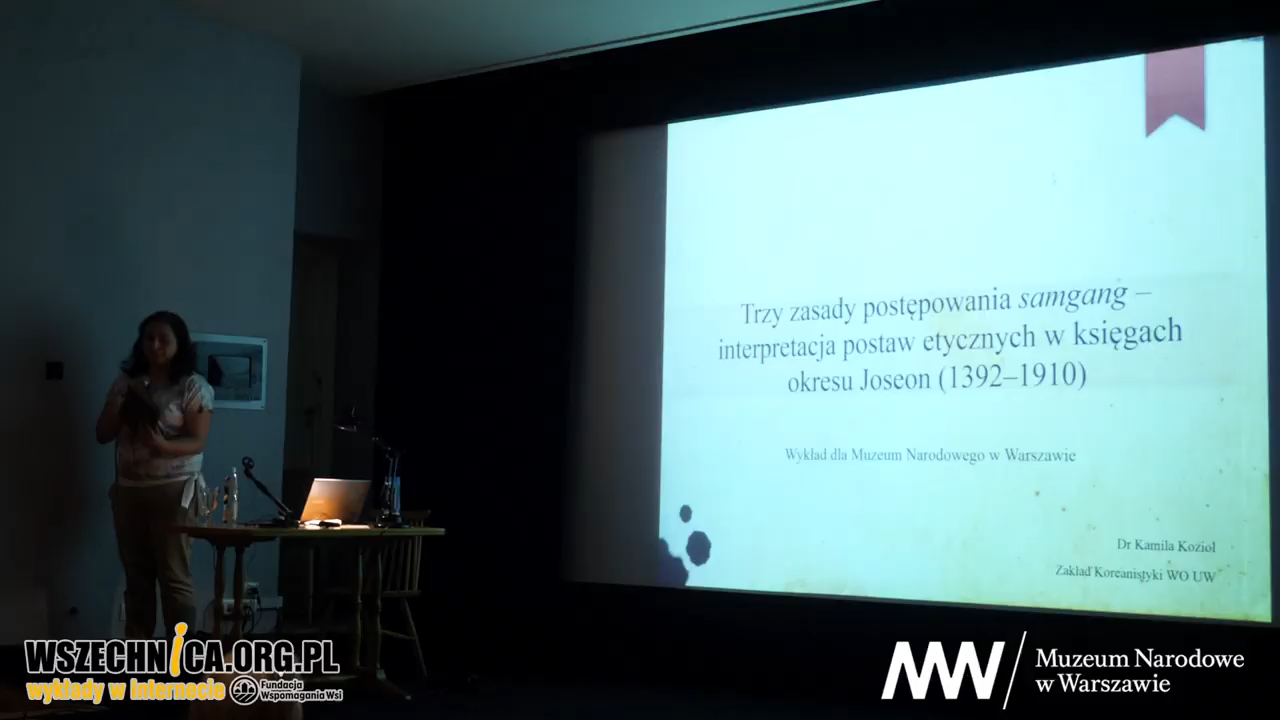 Trzy zasady postępowania samgang –
interpretacja postaw etycznych w księgach
okresu Joseon (1392–1910)
Wykład dla Muzeum Narodowego w Warszawie
Dr Kamila Kozioł
Zakład Koreanistyki WO UW
WSZECHNiCA.ORG.PL
wykłady w internecie
Fundacja
Wspomagania Wsi
Muzeum Narodowe
w Warszawie